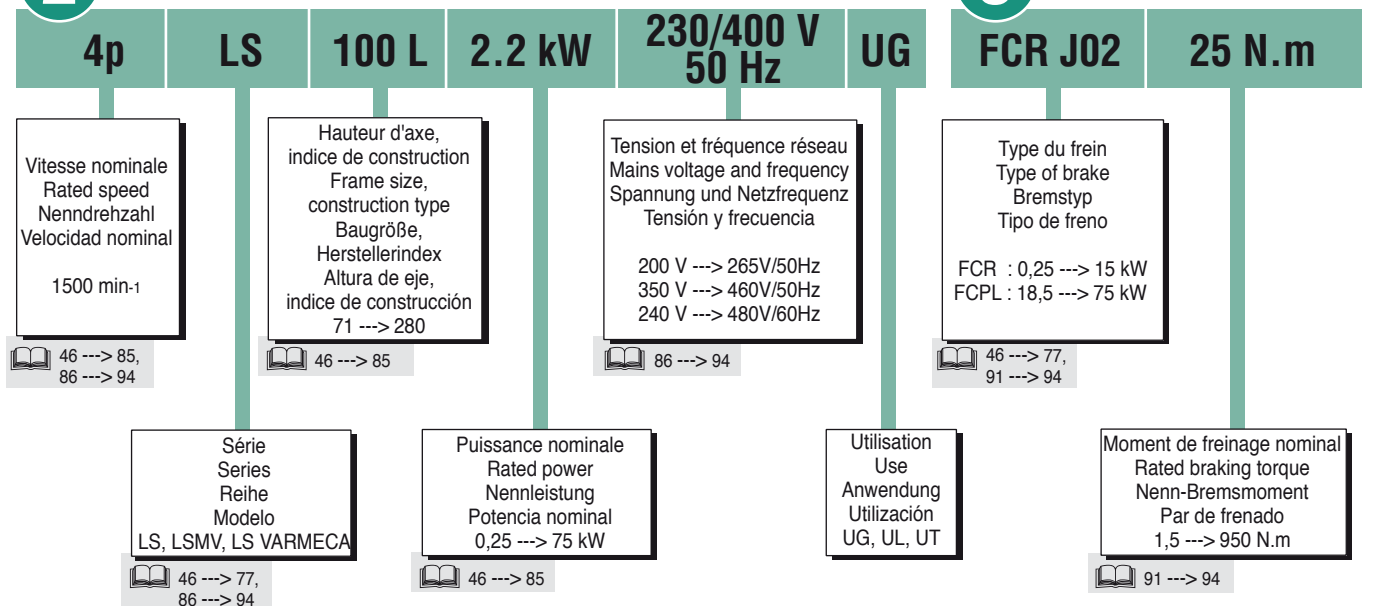 4p
LS
100 L
2.2 kW
230/400 V
50 Hz
UG
FCR J02
25 N.m
Vitesse nominale
Rated speed
Nenndrehzahl
Velocidad nominal
1500 min-1
46 ---> 85,
86 ---> 94
Hauteur d'axe,
indice de construction
Frame size,
construction type
Baugröße,
Herstellerindex
Altura de eje,
indice de construcción
71 ---> 280
46 ---> 85
Tension et fréquence réseau
Mains voltage and frequency
Spannung und Netzfrequenz
Tensión y frecuencia
200 V ---> 265V/50Hz
350 V ---> 460V/50Hz
240 V ---> 480V/60Hz
86 ---> 94
Type du frein
Type of brake
Bremstyp
Tipo de freno
FCR : 0,25 ---> 15 kW
FCPL : 18,5 ---> 75 kW
46 ---> 77,
91 ---> 94
Série
Series
Reihe
Modelo
LS, LSMV, LS VARMECA
46 ---> 77,
86 ---> 94
Puissance nominale
Rated power
Nennleistung
Potencia nominal
0,25 ---> 75 kW
46 ---> 85
Utilisation
Use
Anwendung
Utilización
UG, UL, UT
Moment de freinage nominal
Rated braking torque
Nenn-Bremsmoment
Par de frenado
1,5 ---> 950 N.m
91 ---> 94